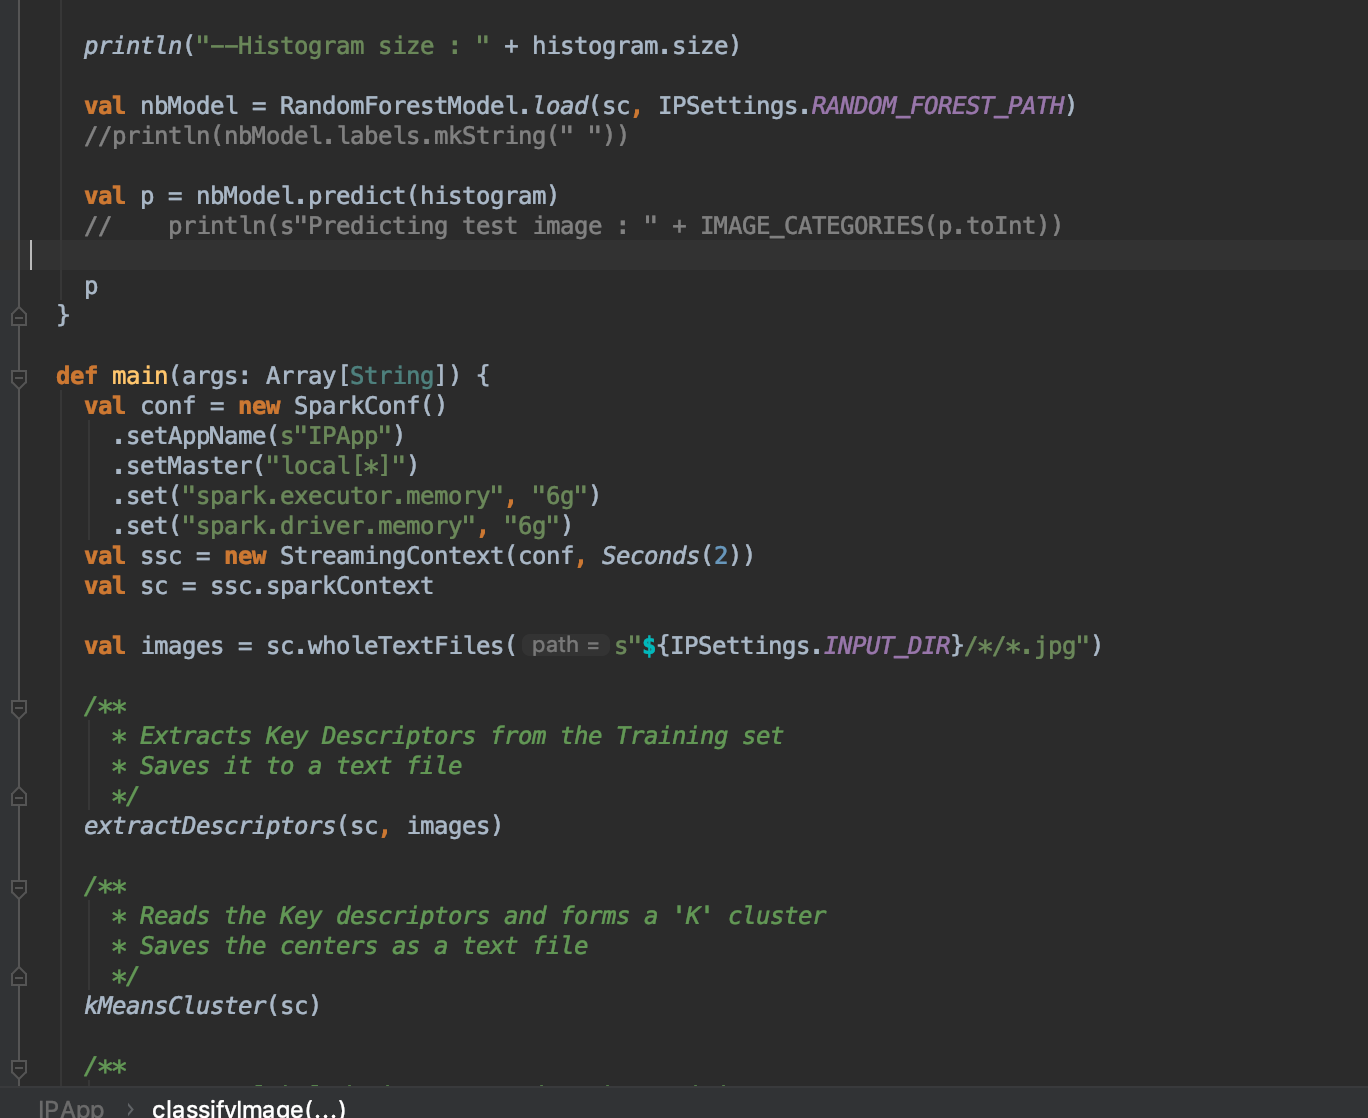 println("--Histogram size : " + histogram.size)
val nbModel = RandomForestModel.load(sc, IPSettings.RANDOM_FOREST_PATH)
//println(nbModel.labels.mkString(" "))
val p = nbModel.predict(histogram)
//    println(s"Predicting test image : " + IMAGE_CATEGORIES(p.toInt))
p
}
def main(args: Array[String]) {
val conf = new SparkConf()
.setAppName(s"IPApp")
.setMaster("local[*]")
.set("spark.executor.memory", "6g")
.set("spark.driver.memory", "6g")
val ssc = new StreamingContext(conf, Seconds(2))
val sc = ssc.sparkContext
val images = sc.wholeTextFiles( path = s"${IPSettings.INPUT_DIR}/*/*.jpg")
/**
* Extracts Key Descriptors from the Training set
* Saves it to a text file
*/
extractDescriptors(sc, images)
/**
* Reads the Key descriptors and forms a 'K' cluster
* Saves the centers as a text file
*/
kMeansCluster(sc)
/**
IPApp › classifyImage(...)